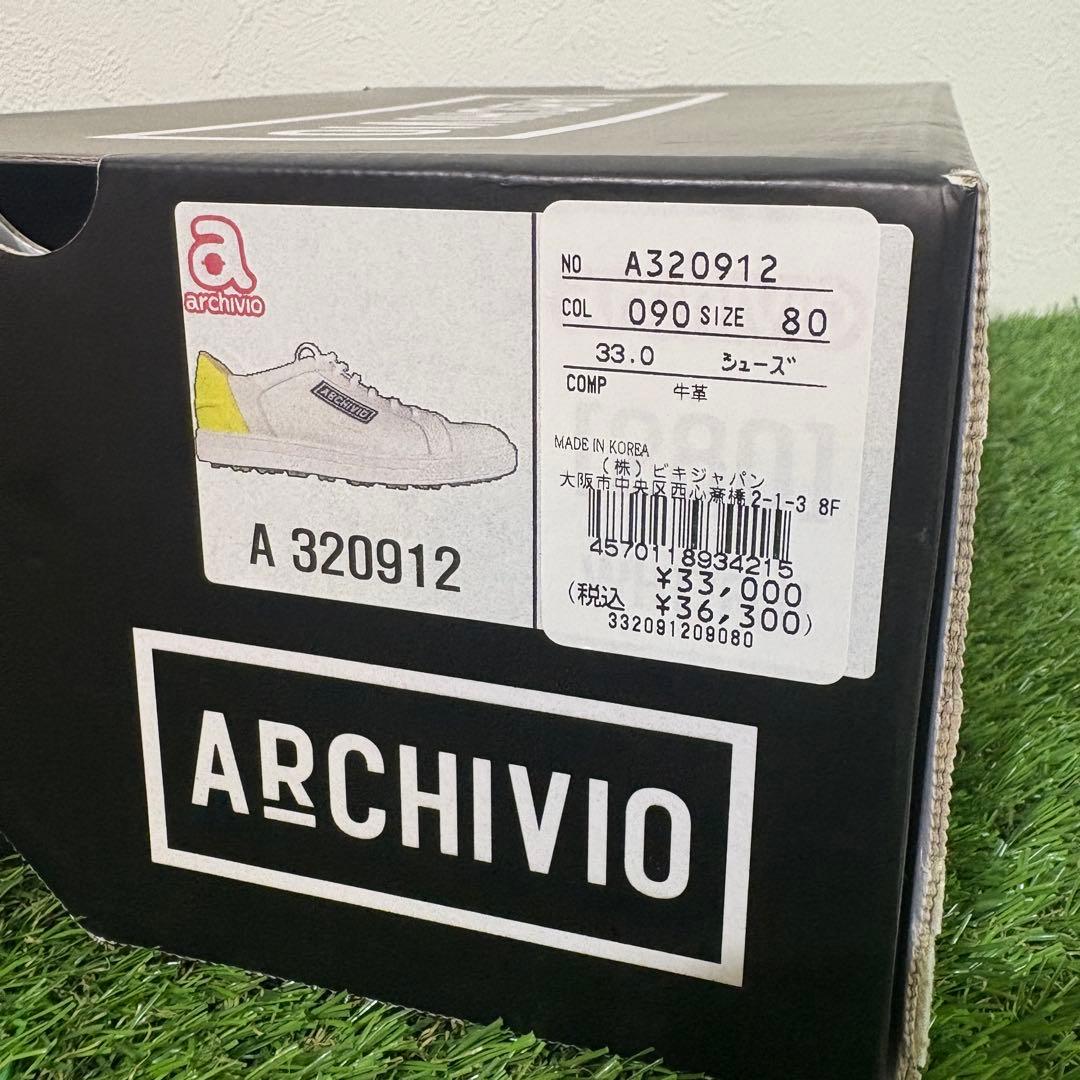 archivio
ARCHIVIO
A 320912
NO A320912
COL 090 SIZE 80
33.0 シューズ
COMP 牛革
MADE IN KOREA
(株)ビキジャパン
大阪市中央区西心斎橋2-1-3 8F
4570118934215
¥33,000
(税込 ¥36,300)
332091209080
ARCHIVIO